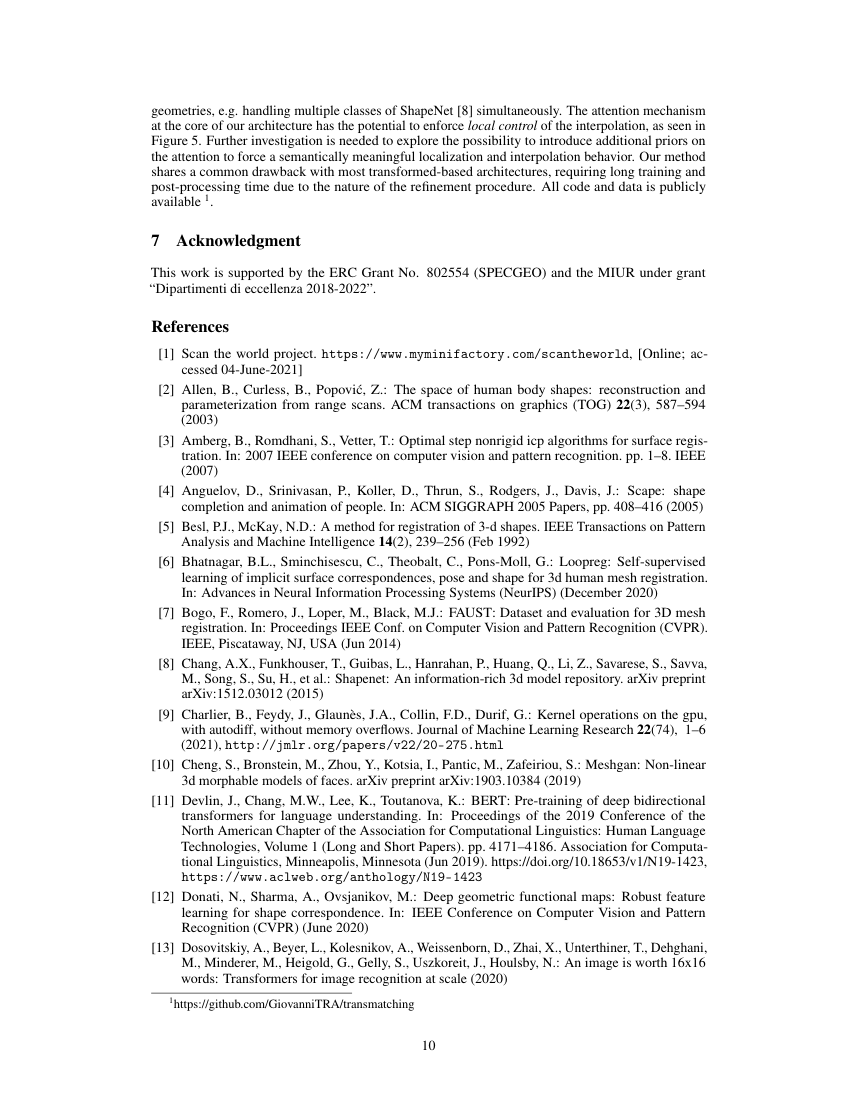 geometries, e.g. handling multiple classes of ShapeNet [8] simultaneously. The attention mechanism
at the core of our architecture has the potential to enforce local control of the interpolation, as seen in
Figure 5. Further investigation is needed to explore the possibility to introduce additional priors on
the attention to force a semantically meaningful localization and interpolation behavior. Our method
shares a common drawback with most transformed-based architectures, requiring long training and
post-processing time due to the nature of the refinement procedure. All code and data is publicly
available 1.
7 Acknowledgment
This work is supported by the ERC Grant No. 802554 (SPECGEO) and the MIUR under grant
“Dipartimenti di eccellenza 2018-2022”.
References
[1] Scan the world project. https://www.myminifactory.com/scantheworld, [Online; ac-
cessed 04-June-2021]
[2] Allen, B., Curless, B., Popović, Z.: The space of human body shapes: reconstruction and
parameterization from range scans. ACM transactions on graphics (TOG) 22(3), 587–594
(2003)
[3] Amberg, B., Romdhani, S., Vetter, T.: Optimal step nonrigid icp algorithms for surface regis-
tration. In: 2007 IEEE conference on computer vision and pattern recognition. pp. 1–8. IEEE
(2007)
[4] Anguelov, D., Srinivasan, P., Koller, D., Thrun, S., Rodgers, J., Davis, J.: Scape: shape
completion and animation of people. In: ACM SIGGRAPH 2005 Papers, pp. 408–416 (2005)
[5] Besl, P.J., McKay, N.D.: A method for registration of 3-d shapes. IEEE Transactions on Pattern
Analysis and Machine Intelligence 14(2), 239–256 (Feb 1992)
[6] Bhatnagar, B.L., Sminchisescu, C., Theobalt, C., Pons-Moll, G.: Loopreg: Self-supervised
learning of implicit surface correspondences, pose and shape for 3d human mesh registration.
In: Advances in Neural Information Processing Systems (NeurIPS) (December 2020)
[7] Bogo, F., Romero, J., Loper, M., Black, M.J.: FAUST: Dataset and evaluation for 3D mesh
registration. In: Proceedings IEEE Conf. on Computer Vision and Pattern Recognition (CVPR).
IEEE, Piscataway, NJ, USA (Jun 2014)
[8] Chang, A.X., Funkhouser, T., Guibas, L., Hanrahan, P., Huang, Q., Li, Z., Savarese, S., Savva,
M., Song, S., Su, H., et al.: Shapenet: An information-rich 3d model repository. arXiv preprint
arXiv:1512.03012 (2015)
[9] Charlier, B., Feydy, J., Glaunès, J.A., Collin, F.D., Durif, G.: Kernel operations on the gpu,
with autodiff, without memory overflows. Journal of Machine Learning Research 22(74), 1–6
(2021), http://jmlr.org/papers/v22/20-275.html
[10] Cheng, S., Bronstein, M., Zhou, Y., Kotsia, I., Pantic, M., Zafeiriou, S.: Meshgan: Non-linear
3d morphable models of faces. arXiv preprint arXiv:1903.10384 (2019)
[11] Devlin, J., Chang, M.W., Lee, K., Toutanova, K.: BERT: Pre-training of deep bidirectional
transformers for language understanding. In: Proceedings of the 2019 Conference of the
North American Chapter of the Association for Computational Linguistics: Human Language
Technologies, Volume 1 (Long and Short Papers). pp. 4171–4186. Association for Computa-
tional Linguistics, Minneapolis, Minnesota (Jun 2019). https://doi.org/10.18653/v1/N19-1423,
https://www.aclweb.org/anthology/N19-1423
[12] Donati, N., Sharma, A., Ovsjanikov, M.: Deep geometric functional maps: Robust feature
learning for shape correspondence. In: IEEE Conference on Computer Vision and Pattern
Recognition (CVPR) (June 2020)
[13] Dosovitskiy, A., Beyer, L., Kolesnikov, A., Weissenborn, D., Zhai, X., Unterthiner, T., Dehghani,
M., Minderer, M., Heigold, G., Gelly, S., Uszkoreit, J., Houlsby, N.: An image is worth 16x16
words: Transformers for image recognition at scale (2020)
1https://github.com/GiovanniTRA/transmatching
10